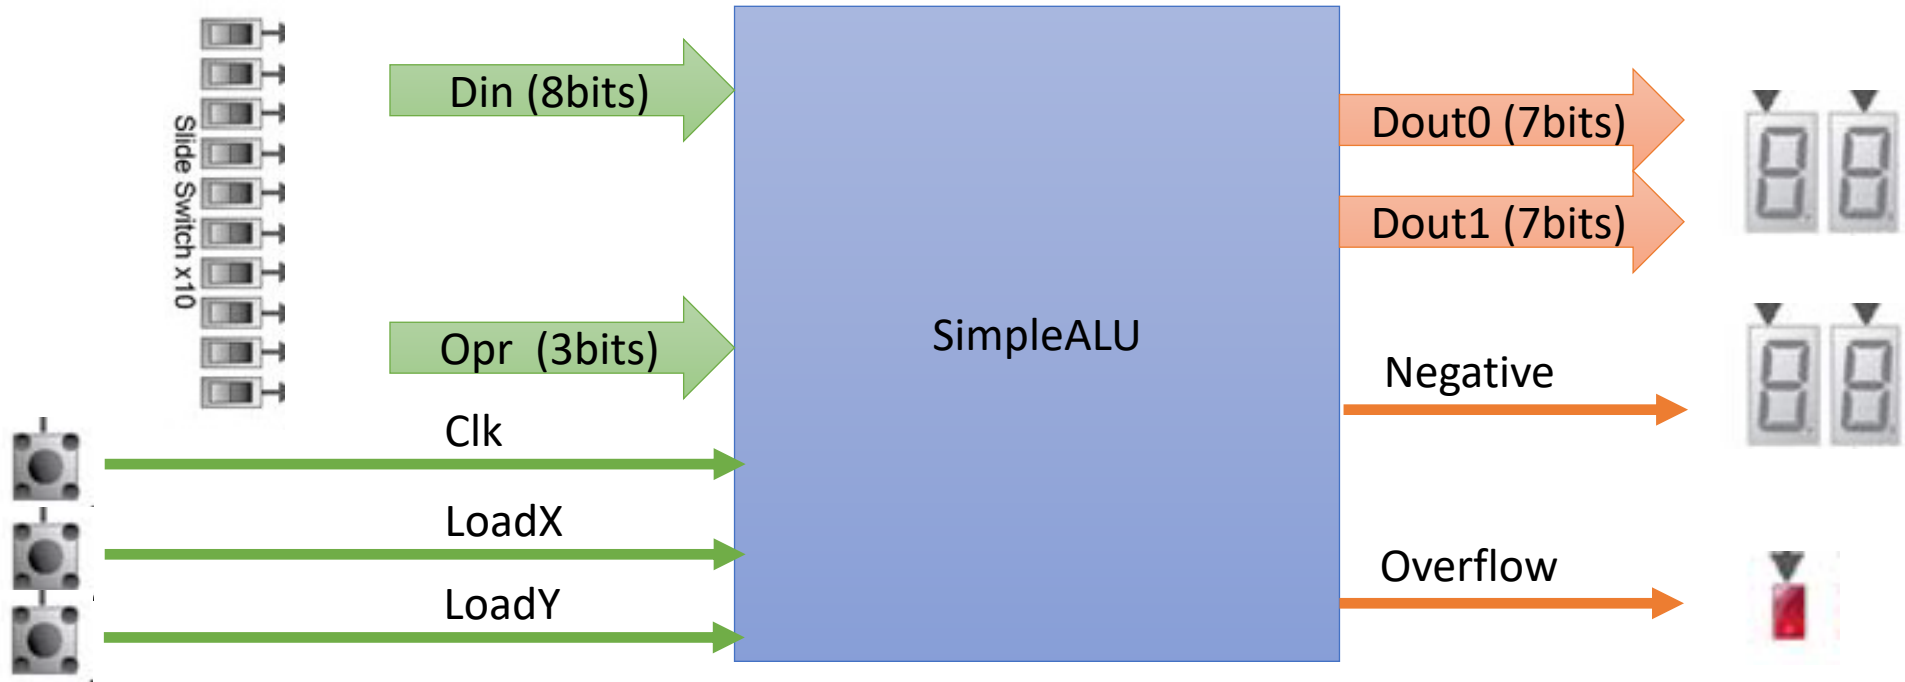 Slide Switch x10
Din (8bits)
Opr  (3bits)
Clk
LoadX
LoadY
SimpleALU
Dout0 (7bits)
Dout1 (7bits)
Negative
Overflow